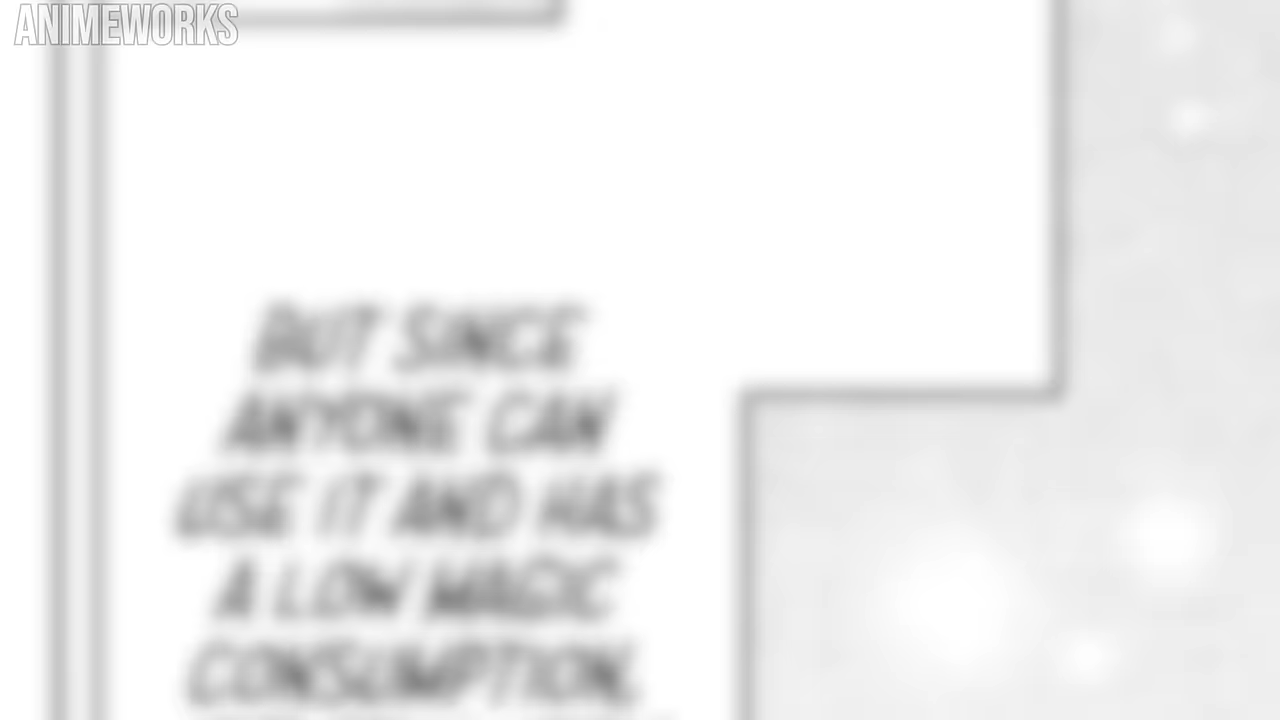 ANIMEWORKS
BUT SINCE
ANYONE CAN
USE IT AND HAS
A LOW MAGIC
CONSUMPTION,